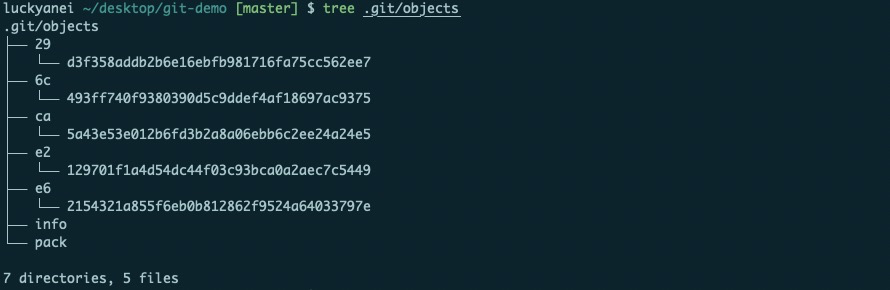 luckyanei ~/desktop/git-demo [master] $ tree .git/objects
.git/objects
├── 29
│   └── d3f358addb2b6e16ebfb981716fa75cc562ee7
├── 6c
│   └── 493ff740f9380390d5c9ddef4af18697ac9375
├── ca
│   └── 5a43e53e012b6fd3b2a8a06ebb6c2ee24a24e5
├── e2
│   └── 129701f1a4d54dc44f03c93bca0a2aec7c5449
├── e6
│   └── 2154321a855f6eb0b812862f9524a64033797e
├── info
└── pack
7 directories, 5 files